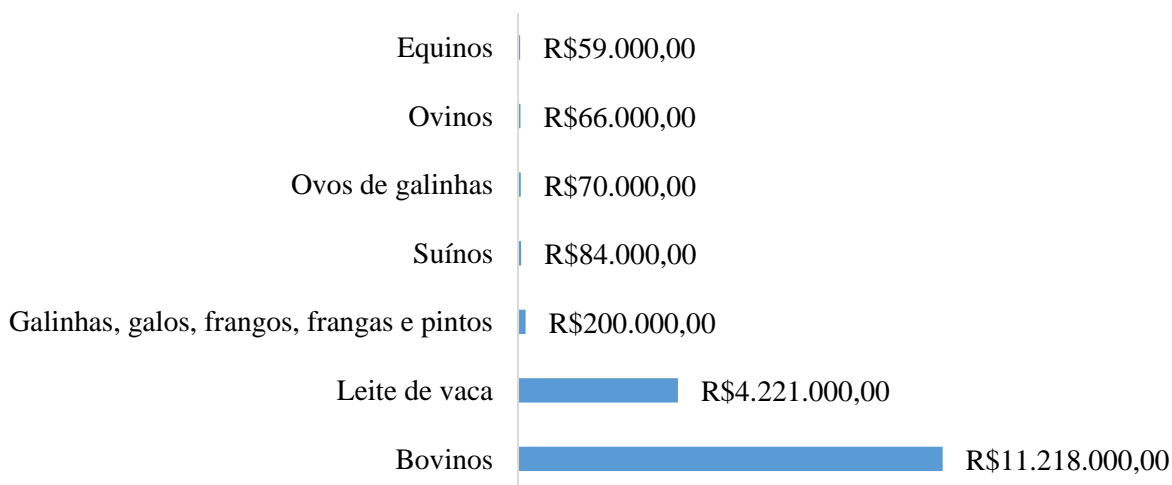 Equinos R$59.000,00
Ovinos R$66.000,00
Ovos de galinhas R$70.000,00
Suínos R$84.000,00
Galinhas, galos, frangos, frangas e pintos R$200.000,00
Leite de vaca R$4.221.000,00
Bovinos R$11.218.000,00